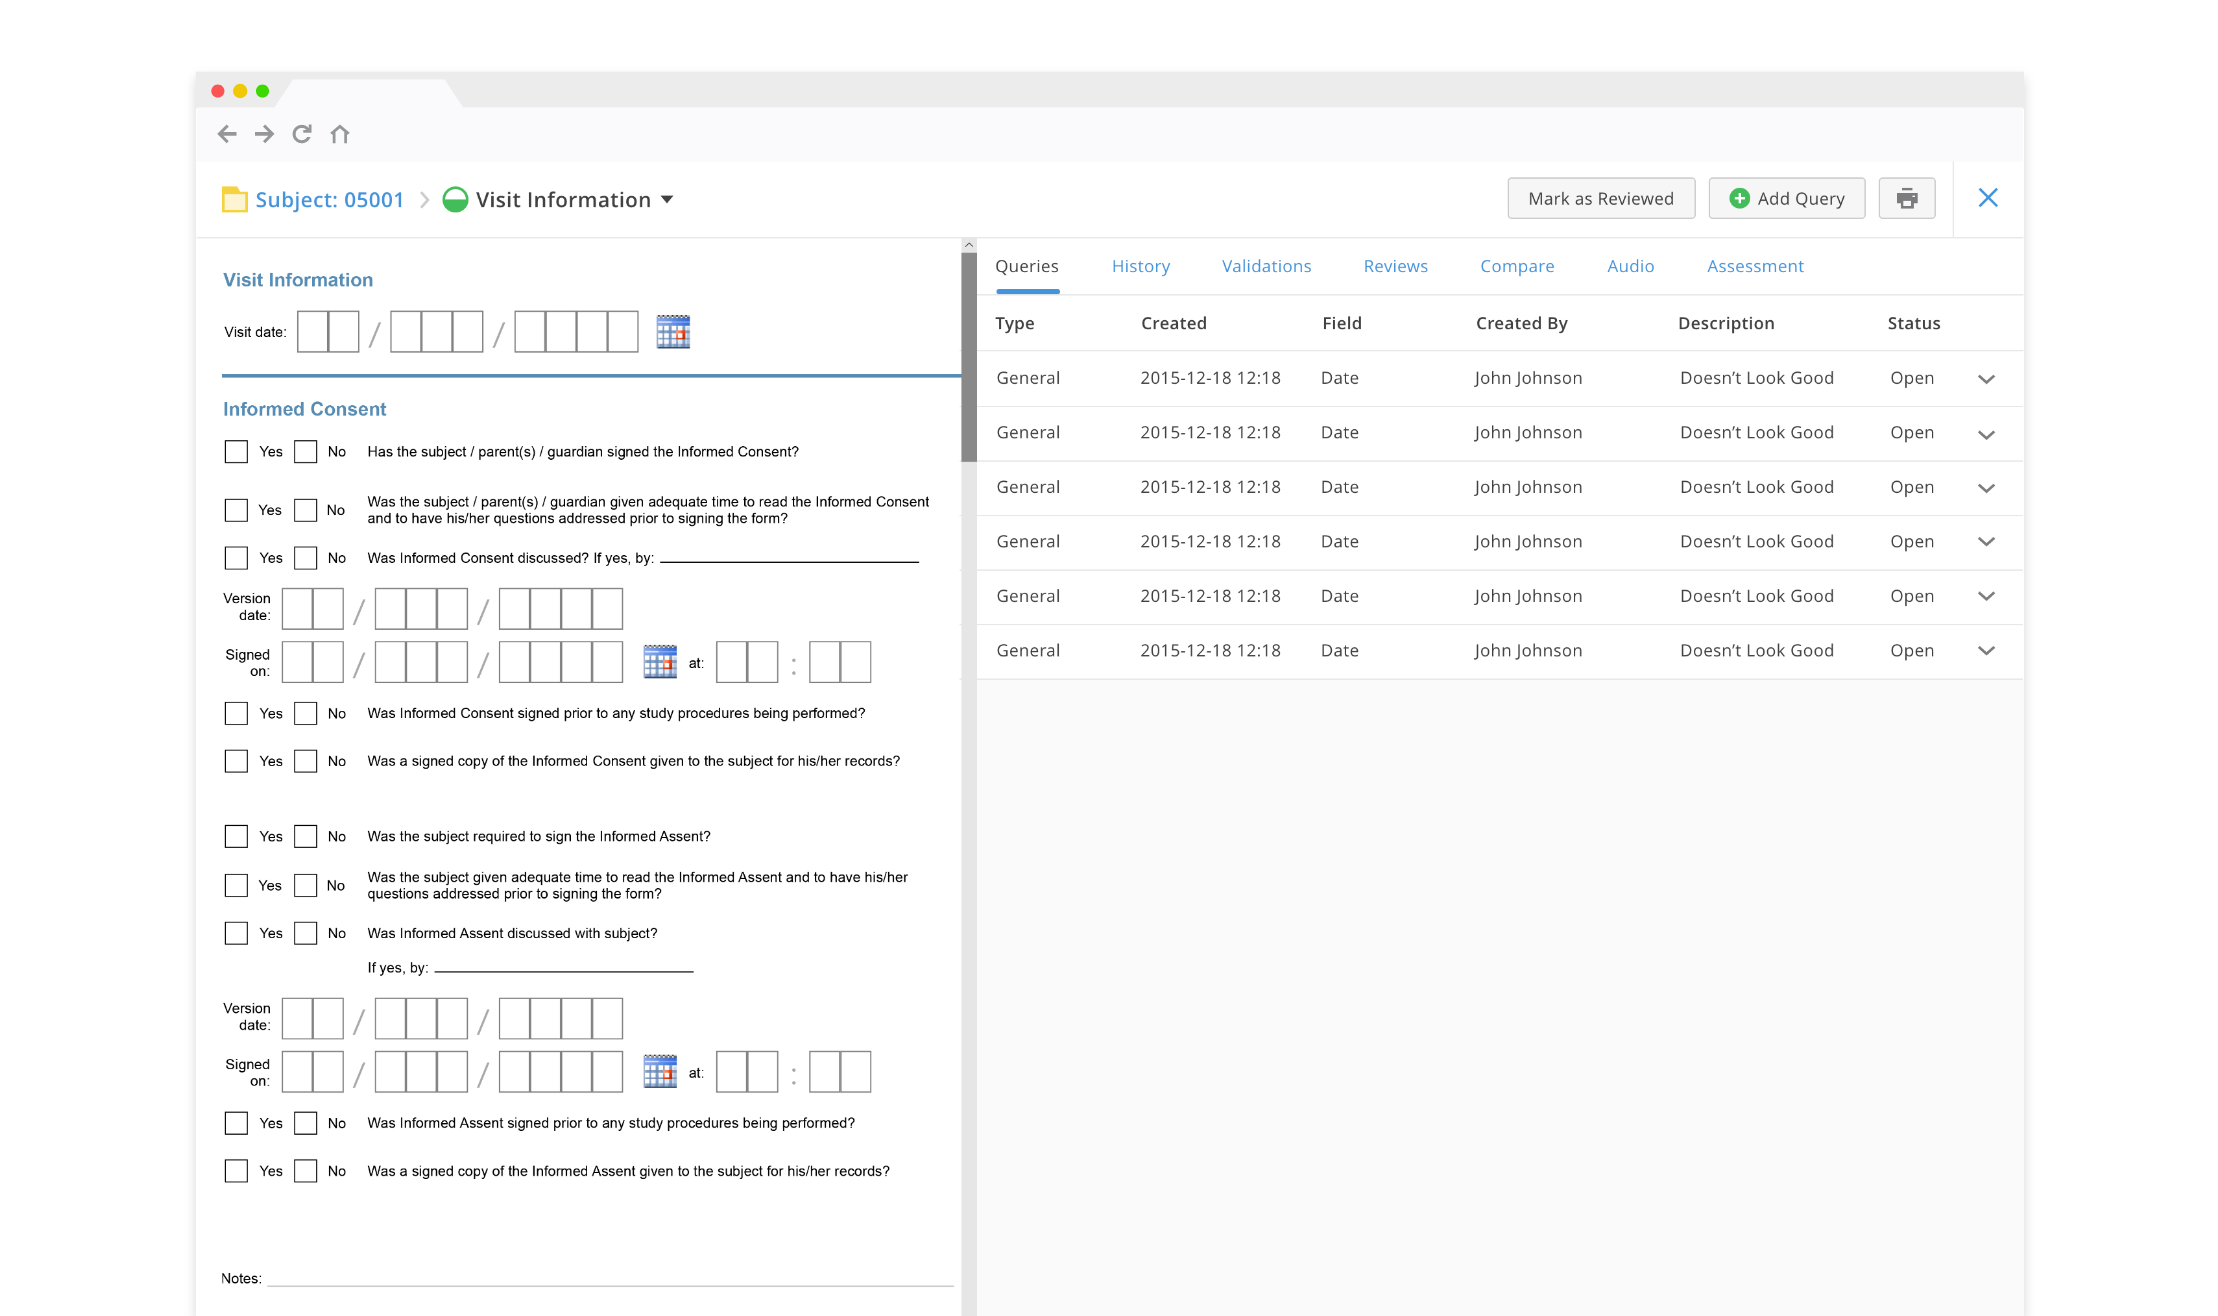 Subject: 05001 Visit Information
Mark as Reviewed Add Query
Visit Information
Visit date: / /
Informed Consent
Yes No Has the subject / parent(s) / guardian signed the Informed Consent?
Yes No Was the subject / parent(s) / guardian given adequate time to read the Informed Consent
and to have his/her questions addressed prior to signing the form?
Yes No Was Informed Consent discussed? If yes, by:
Version
date: / /
Signed
on: / / at: :
Yes No Was Informed Consent signed prior to any study procedures being performed?
Yes No Was a signed copy of the Informed Consent given to the subject for his/her records?
Yes No Was the subject required to sign the Informed Assent?
Yes No Was the subject given adequate time to read the Informed Assent and to have his/her
questions addressed prior to signing the form?
Yes No Was Informed Assent discussed with subject?
If yes, by:
Version
date: / /
Signed
on: / / at: :
Yes No Was Informed Assent signed prior to any study procedures being performed?
Yes No Was a signed copy of the Informed Assent given to the subject for his/her records?
Notes:
Queries History Validations Reviews Compare Audio Assessment
Type Created Field Created By Description Status
General 2015-12-18 12:18 Date John Johnson Doesn’t Look Good Open
General 2015-12-18 12:18 Date John Johnson Doesn’t Look Good Open
General 2015-12-18 12:18 Date John Johnson Doesn’t Look Good Open
General 2015-12-18 12:18 Date John Johnson Doesn’t Look Good Open
General 2015-12-18 12:18 Date John Johnson Doesn’t Look Good Open
General 2015-12-18 12:18 Date John Johnson Doesn’t Look Good Open